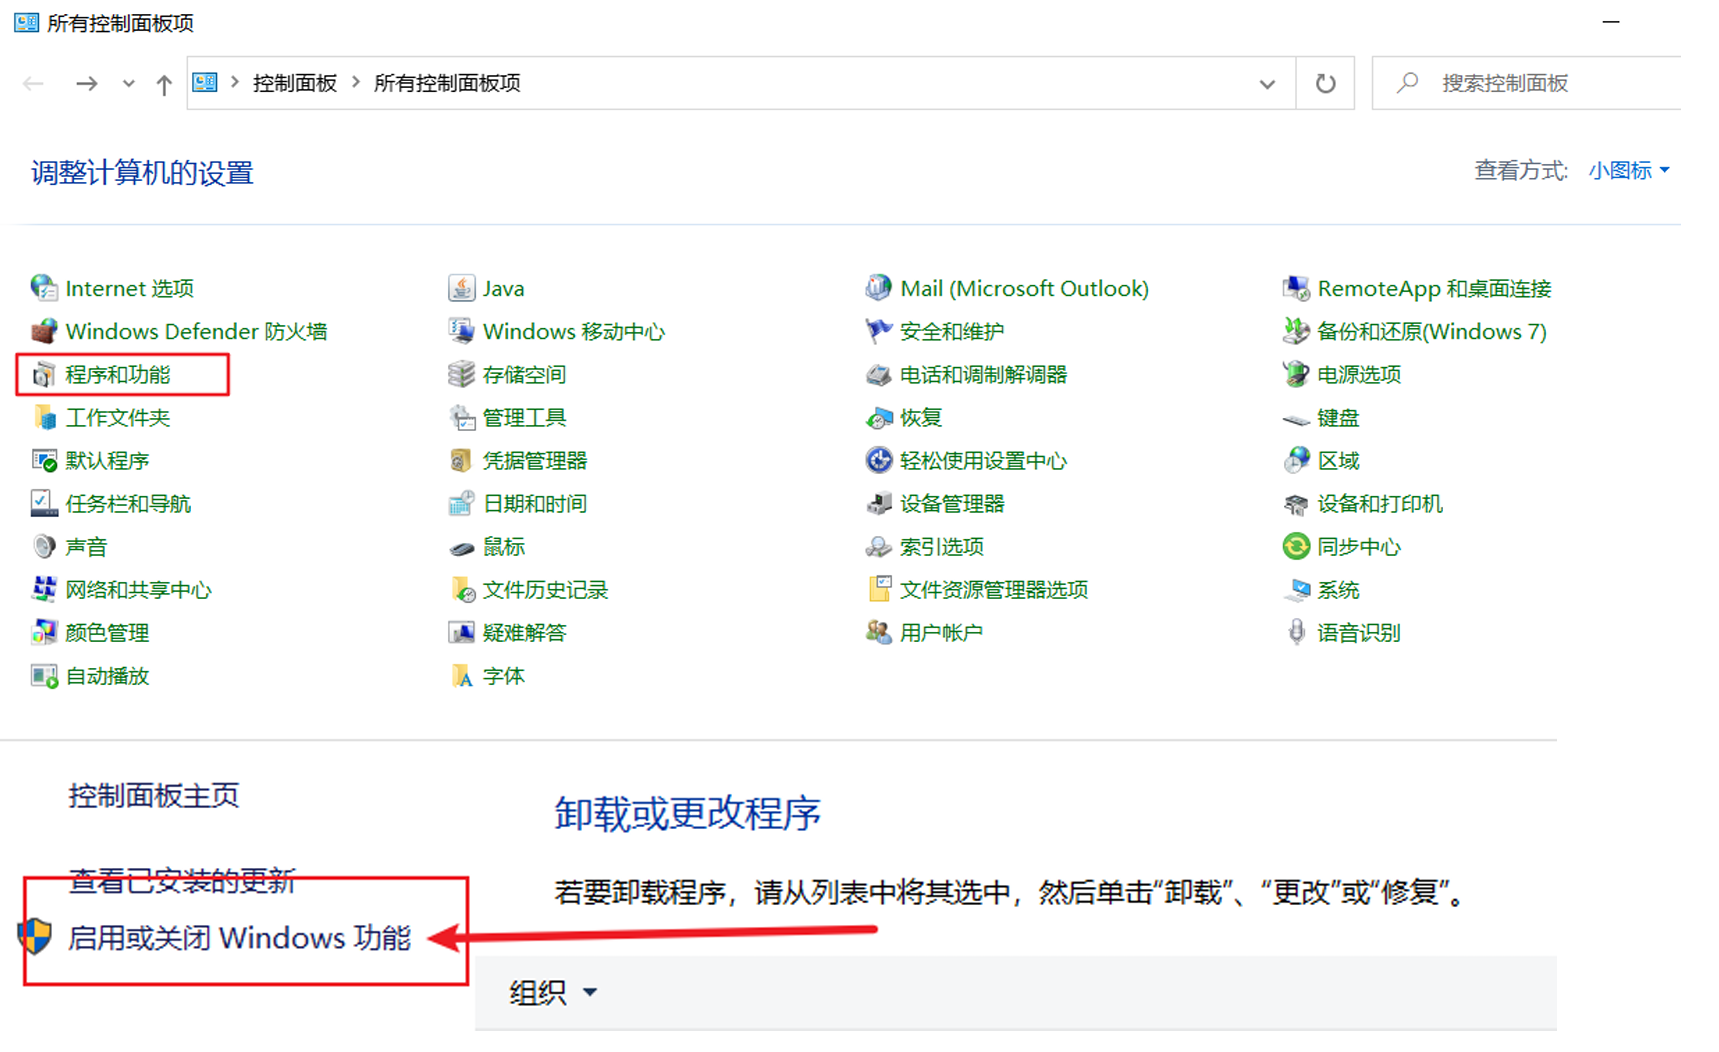 所有控制面板项
控制面板 所有控制面板项 搜索控制面板
调整计算机的设置 查看方式: 小图标
Internet 选项 Java Mail (Microsoft Outlook) RemoteApp 和桌面连接
Windows Defender 防火墙 Windows 移动中心 安全和维护 备份和还原(Windows 7)
程序和功能 存储空间 电话和调制解调器 电源选项
工作文件夹 管理工具 恢复 键盘
默认程序 凭据管理器 轻松使用设置中心 区域
任务栏和导航 日期和时间 设备管理器 设备和打印机
声音 鼠标 索引选项 同步中心
网络和共享中心 文件历史记录 文件资源管理器选项 系统
颜色管理 疑难解答 用户帐户 语音识别
自动播放 字体
控制面板主页
查看已安装的更新
启用或关闭 Windows 功能
卸载或更改程序
若要卸载程序，请从列表中将其选中，然后单击“卸载”、“更改”或“修复”。
组织